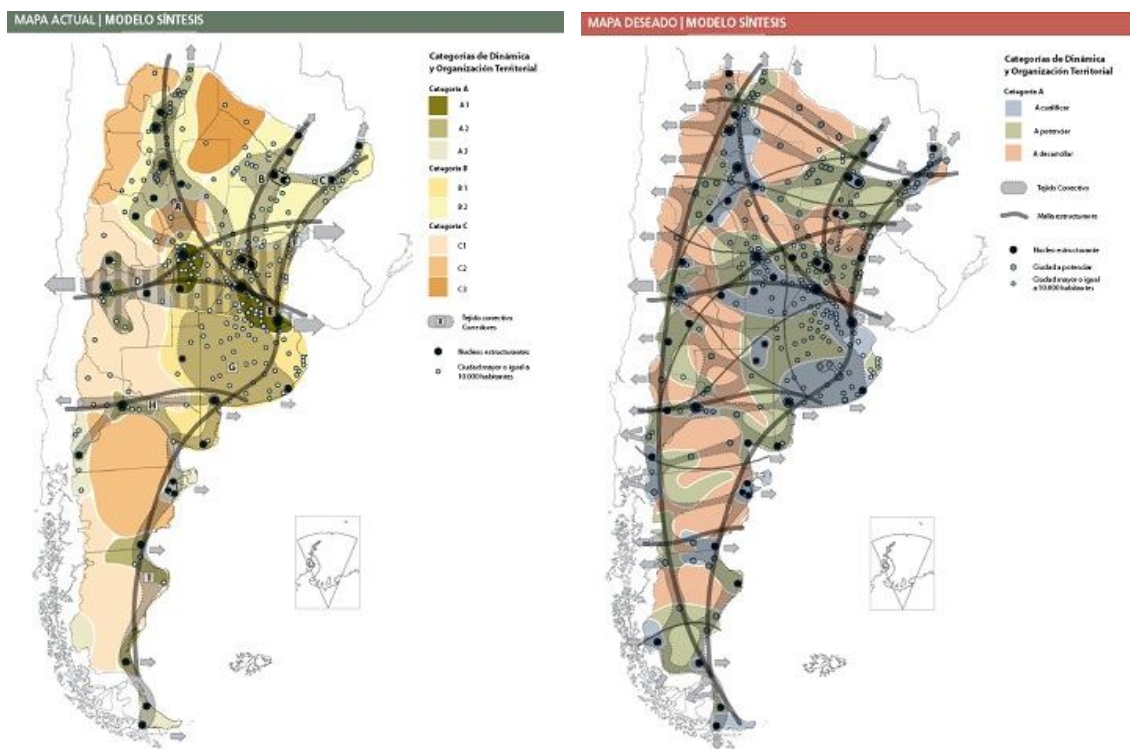 MAPA ACTUAL | MODELO SÍNTESIS
Categorías de Dinámica
y Organización Territorial
Categoría A
A 1
A 2
A 3
Categoría B
B 1
B 2
Categoría C
C1
C2
C3
Tejido conectivo
Corredores
Nucleos estructurantes
Ciudad mayor o igual a
10.000 habitantes
A
B
C
D
E
G
H
I
MAPA DESEADO | MODELO SÍNTESIS
Categorías de Dinámica
y Organización Territorial
Categoría A
A cualificar
A potenciar
A desarrollar
Tejido Conectivo
Malla estructurante
Nucleo estructurante
Ciudad a potenciar
Ciudad mayor o igual
a 10.000 habitantes